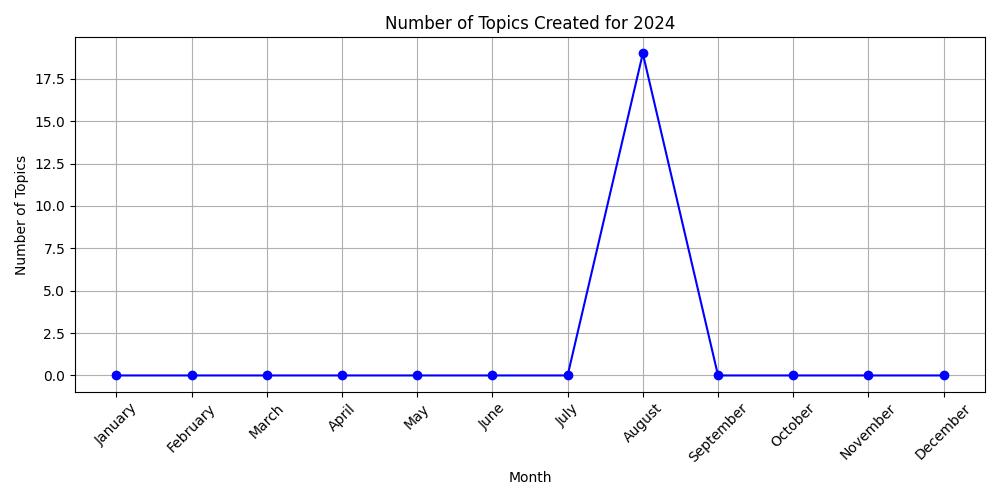 Number of Topics Created for 2024
Number of Topics
17.5
15.0
12.5
10.0
7.5
5.0
2.5
0.0
January
February
March
April
May
June
July
August
September
October
November
December
Month